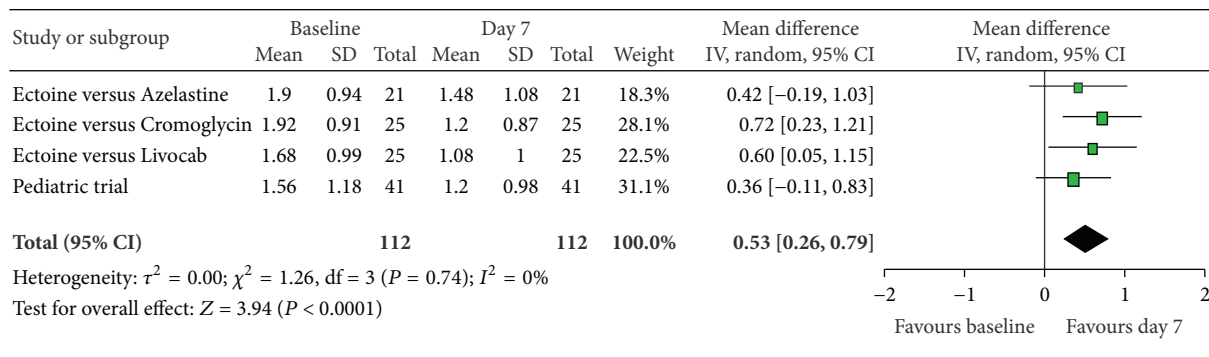 Study or subgroup Baseline Day 7 Mean difference Mean difference
Mean SD Total Mean SD Total Weight IV, random, 95% CI IV, random, 95% CI
Ectoine versus Azelastine 1.9 0.94 21 1.48 1.08 21 18.3% 0.42 [−0.19, 1.03]
Ectoine versus Cromoglycin 1.92 0.91 25 1.2 0.87 25 28.1% 0.72 [0.23, 1.21]
Ectoine versus Livocab 1.68 0.99 25 1.08 1 25 22.5% 0.60 [0.05, 1.15]
Pediatric trial 1.56 1.18 41 1.2 0.98 41 31.1% 0.36 [−0.11, 0.83]
Total (95% CI) 112 112 100.0% 0.53 [0.26, 0.79]
Heterogeneity: τ² = 0.00; χ² = 1.26, df = 3 (P = 0.74); I² = 0%
Test for overall effect: Z = 3.94 (P < 0.0001)
−2 −1 0 1 2
Favours baseline Favours day 7